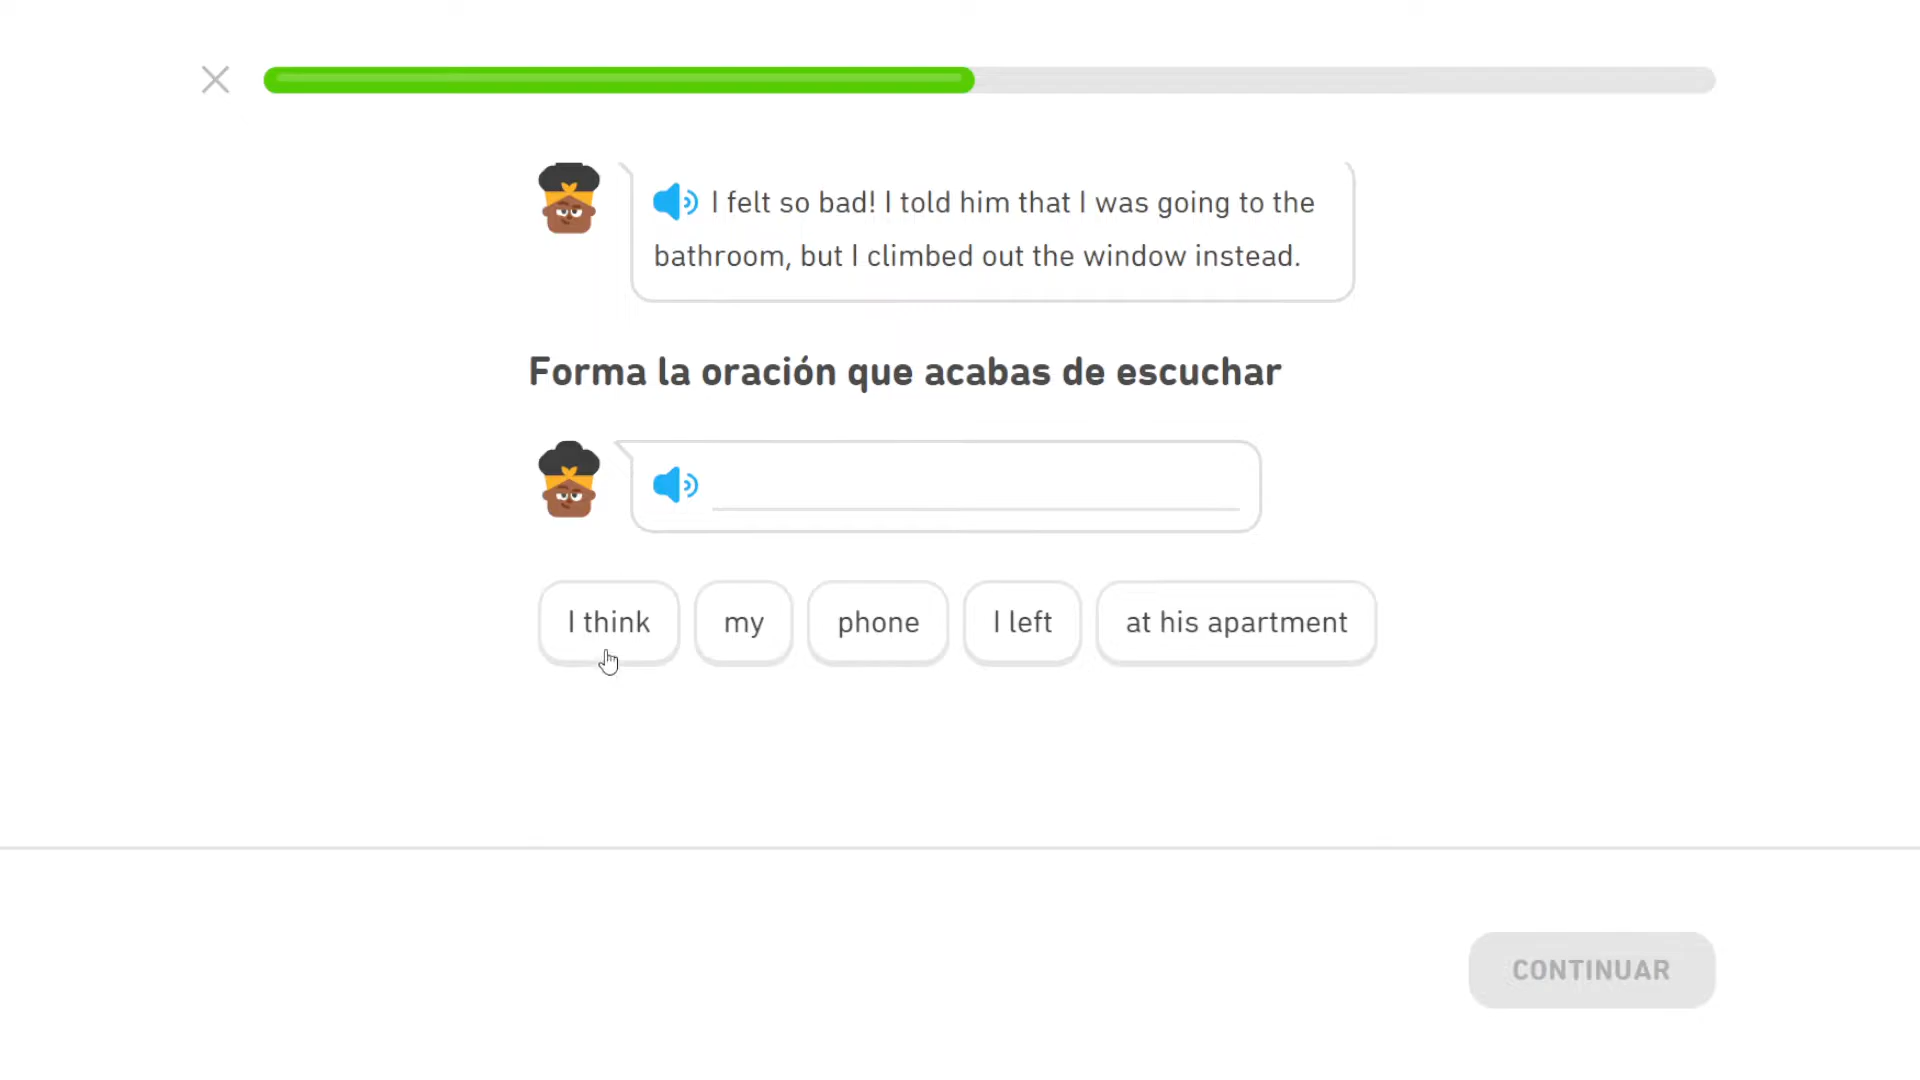 I felt so bad! I told him that I was going to the
bathroom, but I climbed out the window instead.
Forma la oración que acabas de escuchar
I think my phone I left at his apartment
CONTINUAR